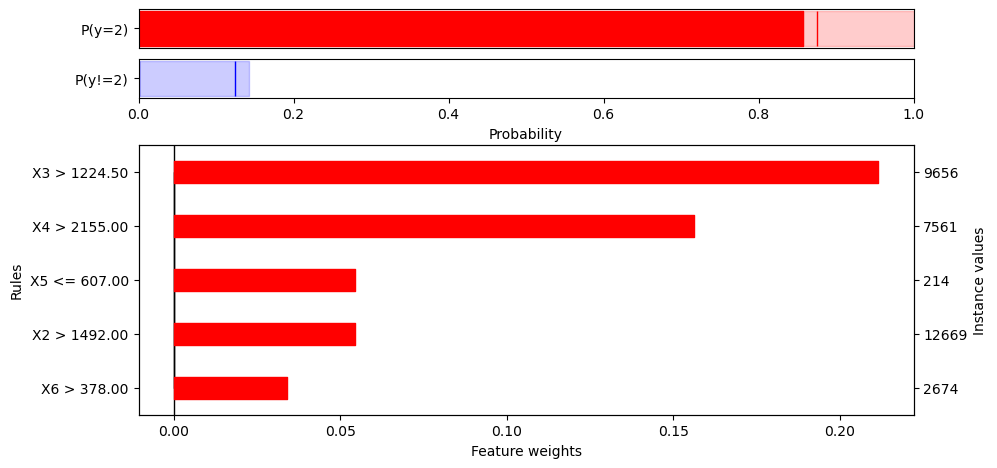 P(y=2)
P(y!=2)
0.0 0.2 0.4 0.6 0.8 1.0
Probability
X3 > 1224.50 9656
X4 > 2155.00 7561
X5 <= 607.00 214
X2 > 1492.00 12669
X6 > 378.00 2674
Rules
Instance values
0.00 0.05 0.10 0.15 0.20
Feature weights